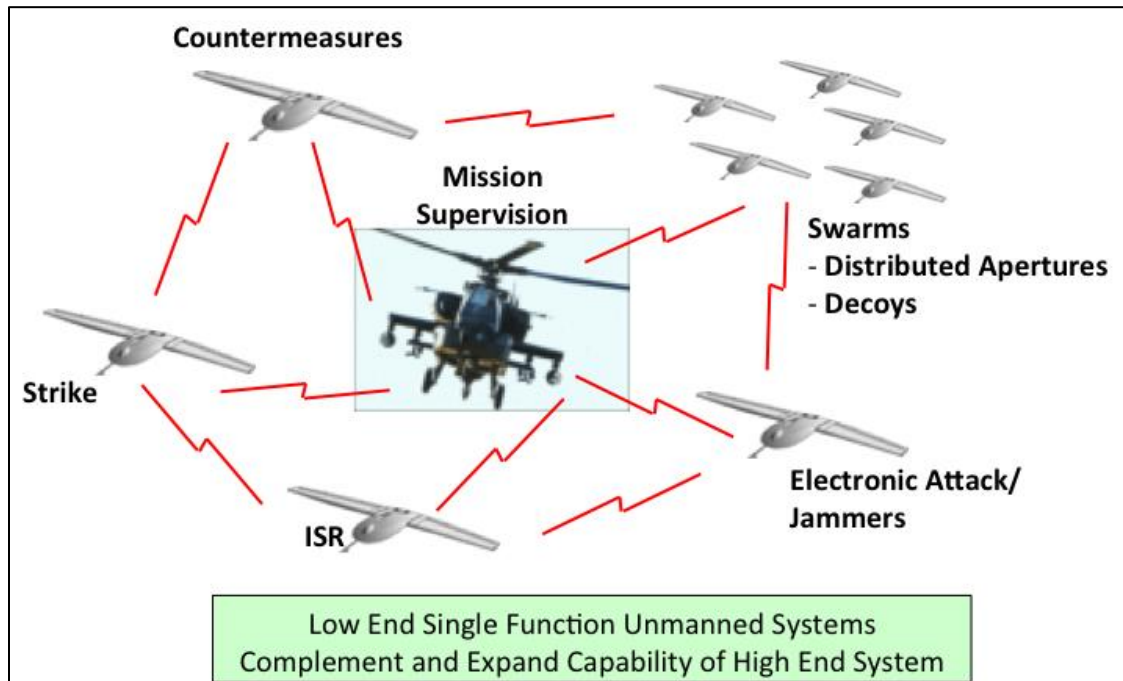 Countermeasures
Mission
Supervision
Swarms
- Distributed Apertures
- Decoys
Strike
Electronic Attack/
Jammers
ISR
Low End Single Function Unmanned Systems
Complement and Expand Capability of High End System